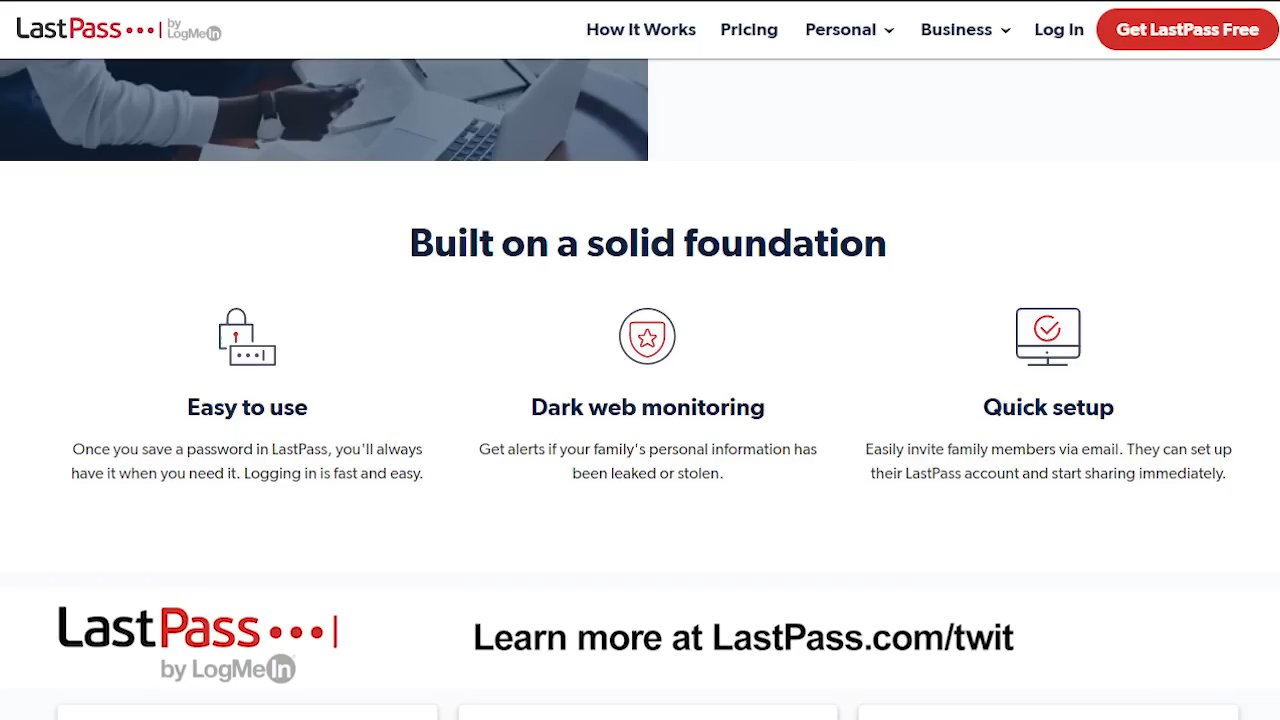 LastPass by LogMeIn How It Works Pricing Personal Business Log In Get LastPass Free
Built on a solid foundation
Easy to use
Once you save a password in LastPass, you'll always
have it when you need it. Logging in is fast and easy.
Dark web monitoring
Get alerts if your family's personal information has
been leaked or stolen.
Quick setup
Easily invite family members via email. They can set up
their LastPass account and start sharing immediately.
LastPass
by LogMeIn
Learn more at LastPass.com/twit